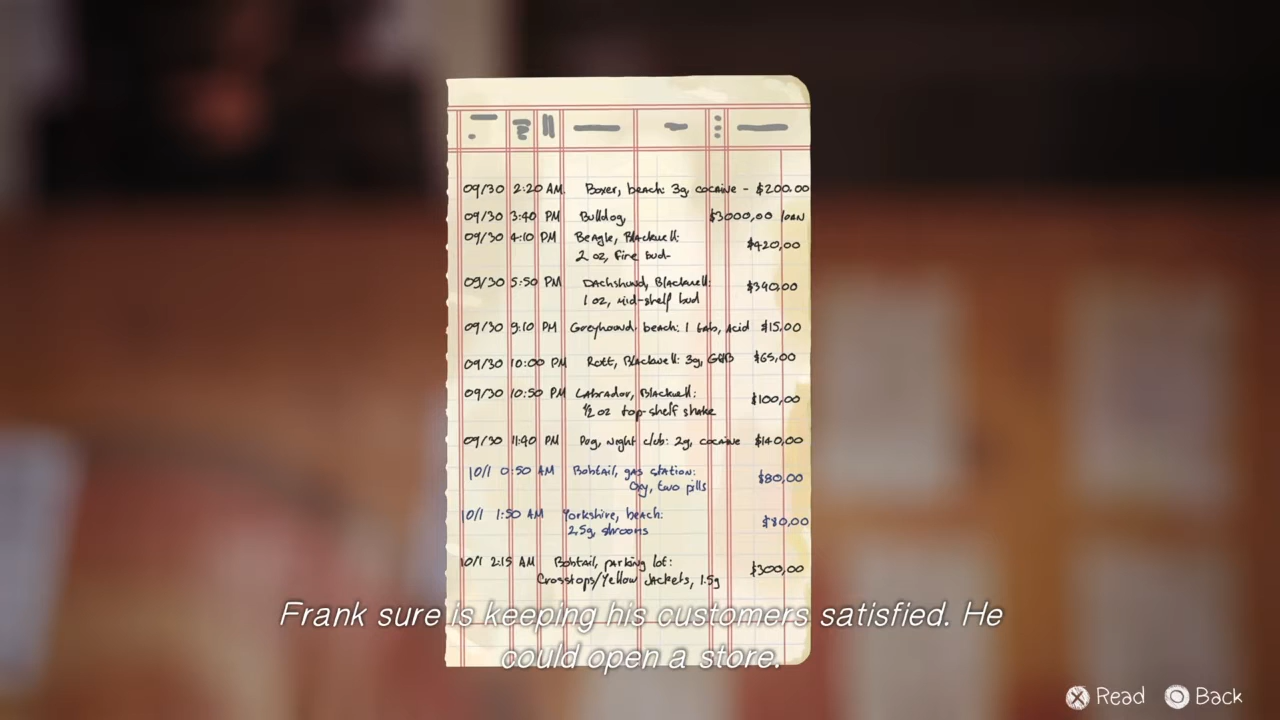 09/30 2:20 AM. Boxer, beach: 3g, cocaine - $200.00
09/30 3:40 PM Bulldog, $3000,00 loan
09/30 4:10 PM Beagle, Blackwell: $420,00
2 oz, fire bud-
09/30 5:50 PM Dachshund, Blackwell: $340,00
1 oz, mid-shelf bud
09/30 9:10 PM Greyhound, beach: 1 tab, acid $15.00
09/30 10:00 PM Rott, Blackwell: 3g, GHB $65,00
09/30 10:50 PM Labrador, Blackwell: $100,00
1/2 oz top-shelf shake
09/30 11:40 PM Pug, night club: 2g, cocaine $140,00
10/1 0:50 AM Bobtail, gas station: $80,00
Oxy, two pills
10/1 1:50 AM Yorkshire, beach:
2,5g, shrooms
10/1 2:15 AM Bobtail, parking lot: $300,00
Crosstops/Yellow Jackets, 1.5g
Frank sure is keeping his customers satisfied. He
could open a store.
Read Back